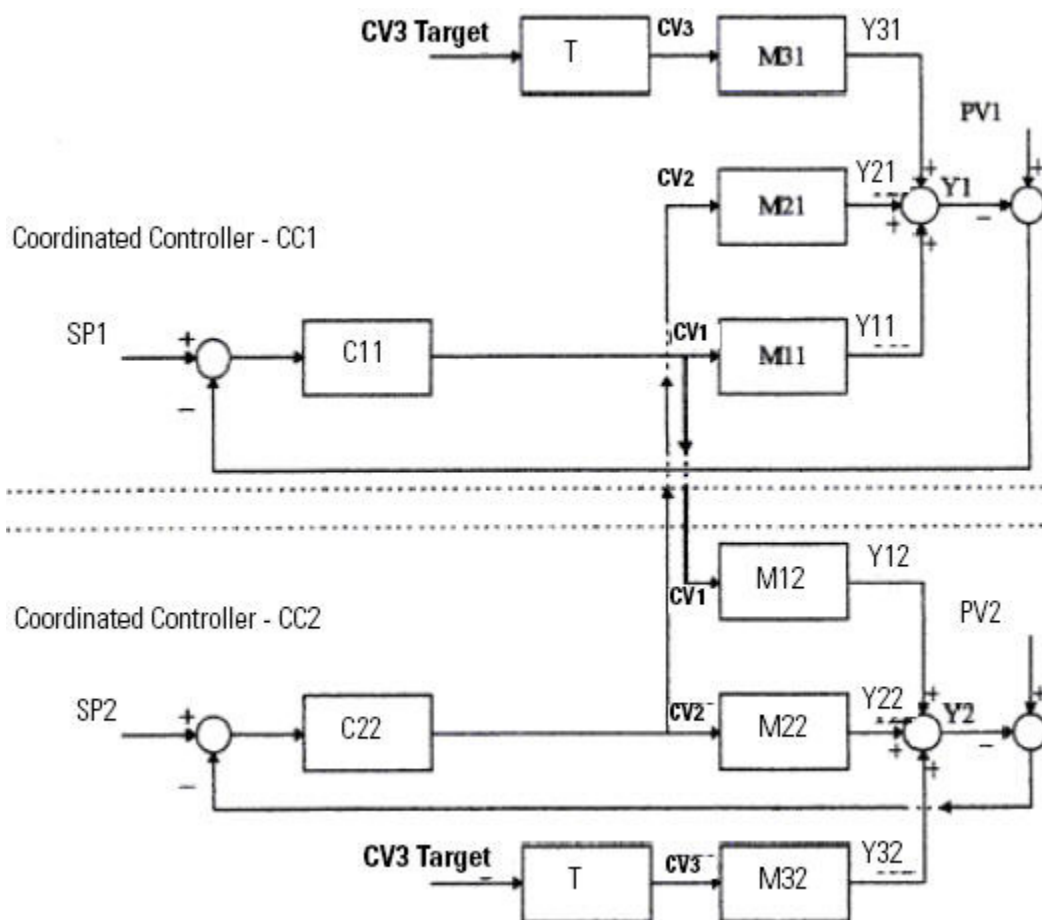 CV3 Target
T
CV3
M31
Y31
PV1
+
+
CV2
M21
Y21
+
Y1
−
+
Coordinated Controller - CC1
SP1
+
−
C11
CV1
M11
Y11
CV1
M12
Y12
Coordinated Controller - CC2
PV2
SP2
+
−
C22
CV2
M22
Y22
+
+
Y2
−
+
+
CV3 Target
T
CV3
M32
Y32